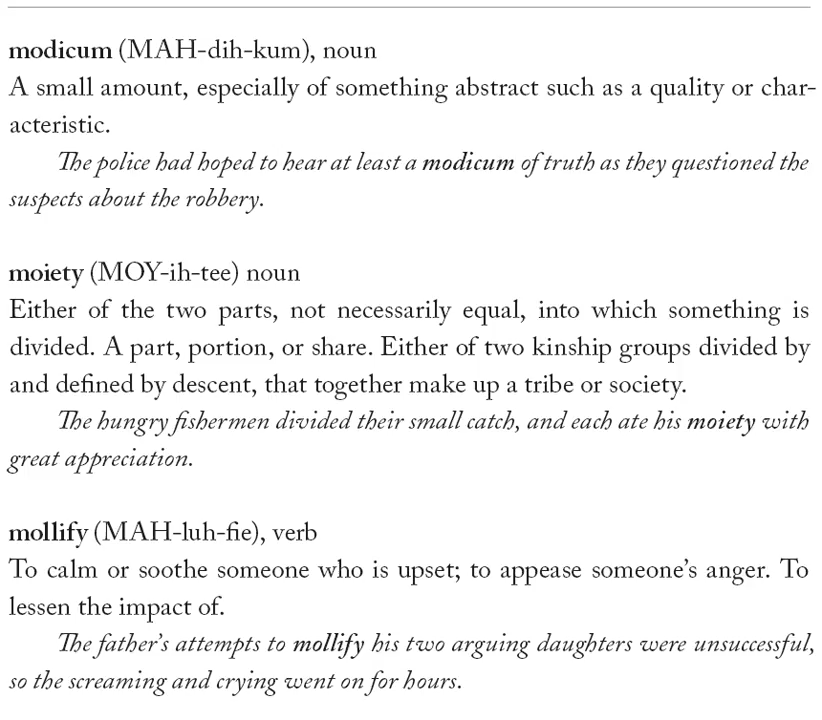 modicum (MAH-dih-kum), noun
A small amount, especially of something abstract such as a quality or char-
acteristic.
The police had hoped to hear at least a modicum of truth as they questioned the
suspects about the robbery.
moiety (MOY-ih-tee) noun
Either of the two parts, not necessarily equal, into which something is
divided. A part, portion, or share. Either of two kinship groups divided by
and defined by descent, that together make up a tribe or society.
The hungry fishermen divided their small catch, and each ate his moiety with
great appreciation.
mollify (MAH-luh-fie), verb
To calm or soothe someone who is upset; to appease someone’s anger. To
lessen the impact of.
The father’s attempts to mollify his two arguing daughters were unsuccessful,
so the screaming and crying went on for hours.